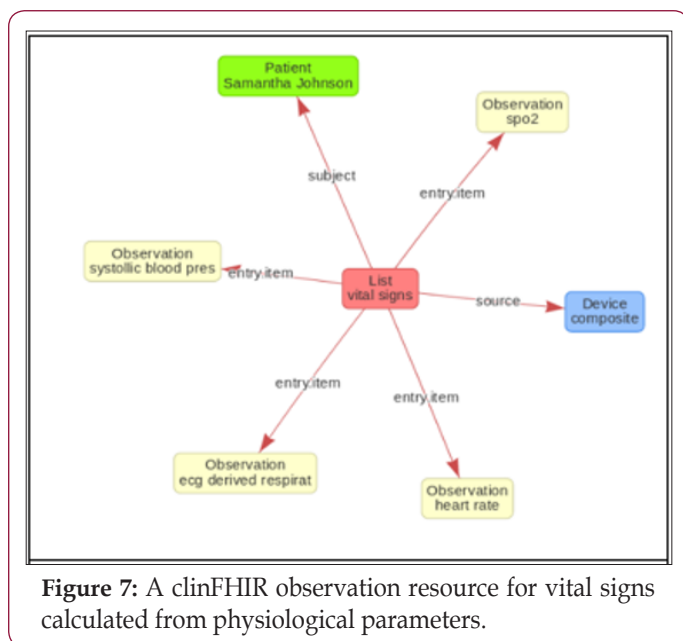 Patient
Samantha Johnson
Observation
spo2
subject
entry.item
Observation
systollic blood pres
entry.item
List
vital signs
source
Device
composite
entry.item
entry.item
Observation
ecg derived respirat
Observation
heart rate
Figure 7: A clinFHIR observation resource for vital signs
calculated from physiological parameters.